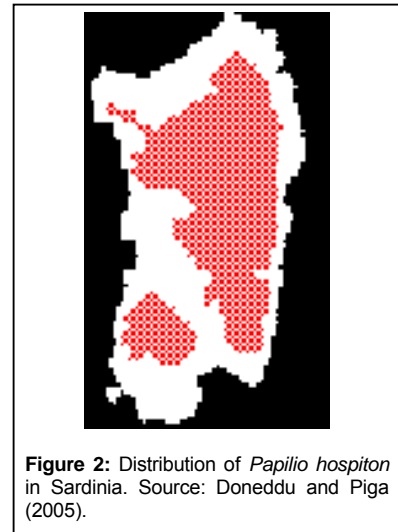 Figure 2: Distribution of Papilio hospiton
in Sardinia. Source: Doneddu and Piga
(2005).